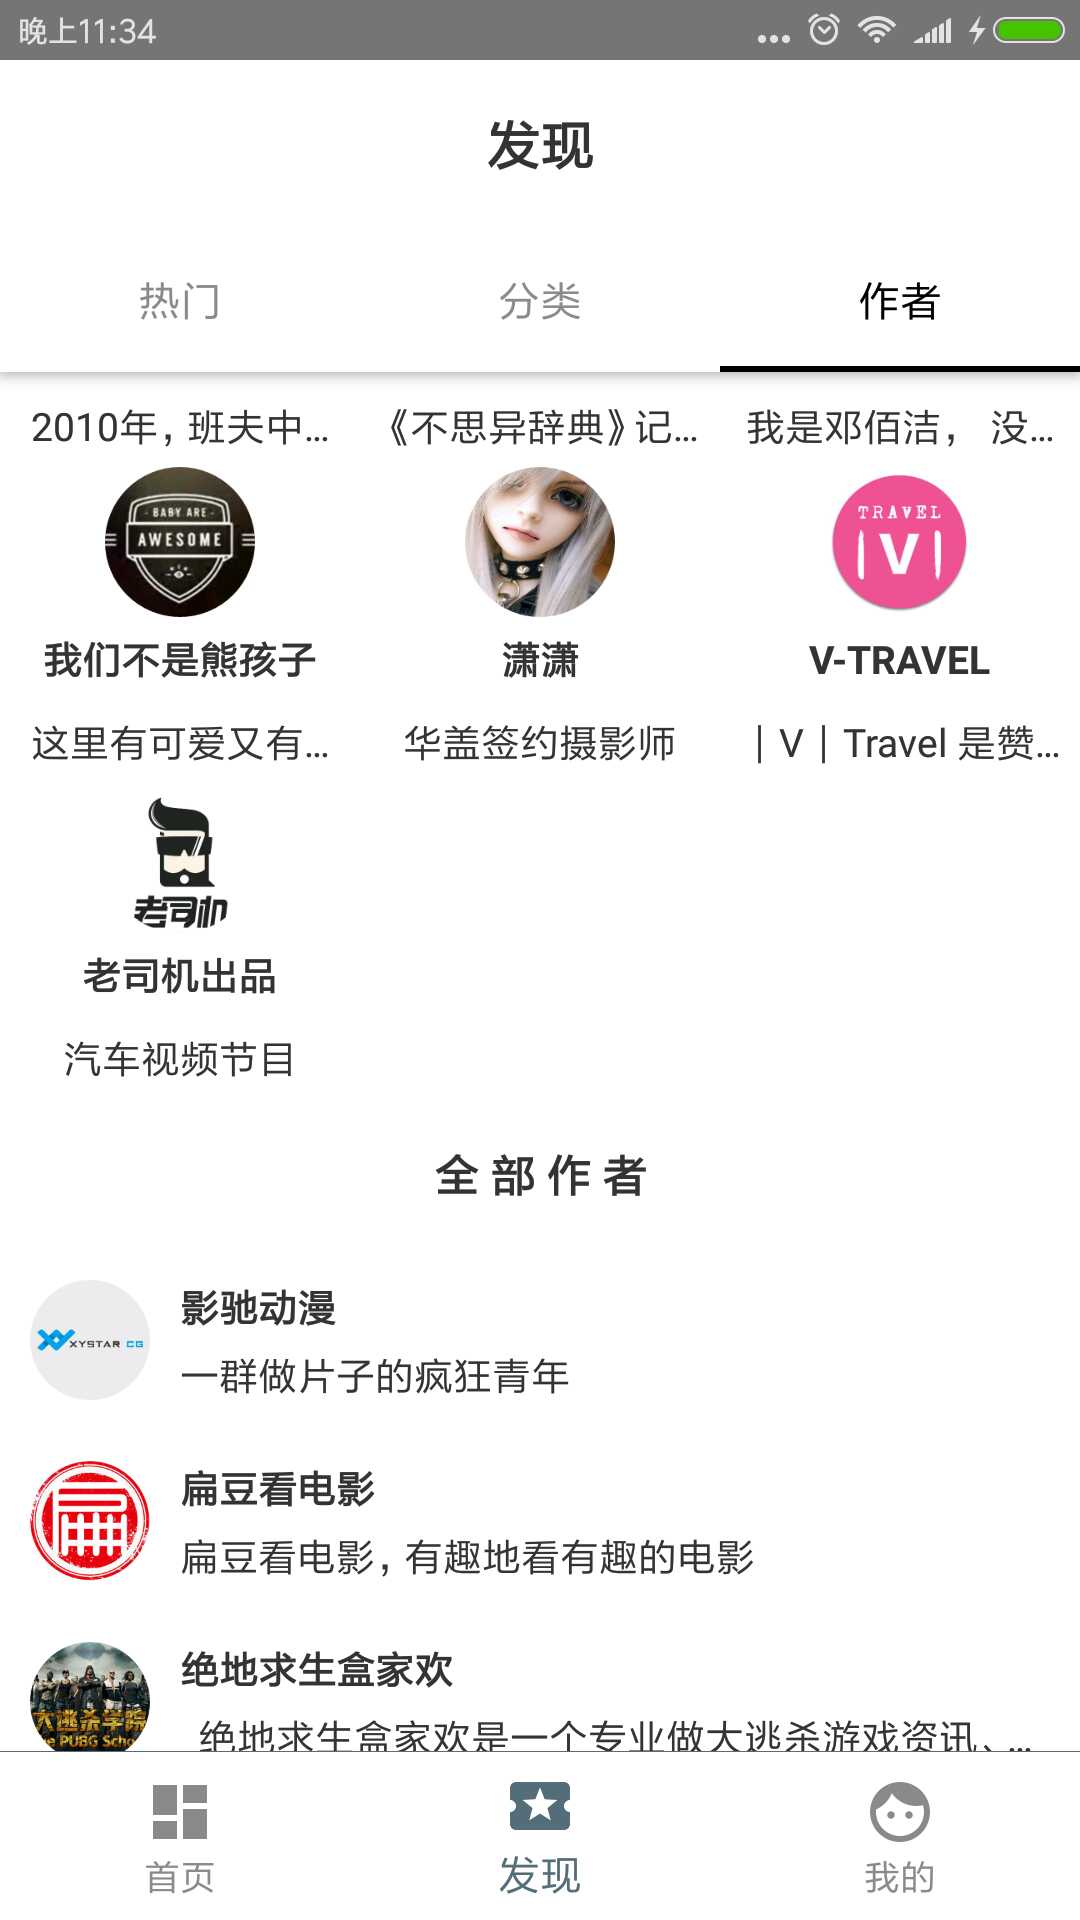 晚上11:34
发现
热门 分类 作者
2010年,班夫中... 《不思异辞典》记... 我是邓佰洁， 没...
BABY ARE
AWESOME
TRAVEL
|V|
我们不是熊孩子 潇潇 V-TRAVEL
这里有可爱又有... 华盖签约摄影师 ｜V｜Travel 是赞...
老司机
老司机出品
汽车视频节目
全部作者
XYSTAR CG
影驰动漫
一群做片子的疯狂青年
扁
扁豆看电影
扁豆看电影,有趣地看有趣的电影
大逃杀学院
he PUBG Scho
绝地求生盒家欢
绝地求生盒家欢是一个专业做大逃杀游戏资讯、...
首页 发现 我的